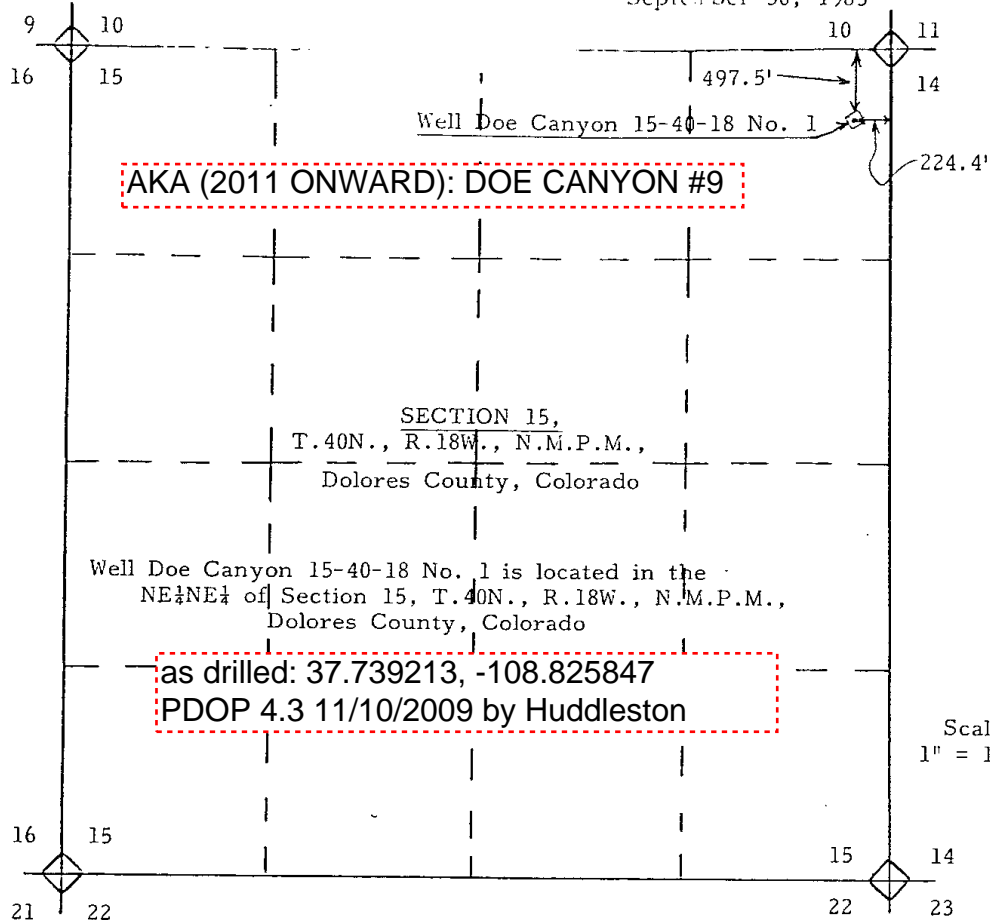 9 10
10 11
16 15
14
497.5'
Well Doe Canyon 15-40-18 No. 1
224.4'
AKA (2011 ONWARD): DOE CANYON #9
SECTION 15,
T.40N., R.18W., N.M.P.M.,
Dolores County, Colorado
Well Doe Canyon 15-40-18 No. 1 is located in the
NE¼NE¼ of Section 15, T.40N., R.18W., N.M.P.M.,
Dolores County, Colorado
as drilled: 37.739213, -108.825847
PDOP 4.3 11/10/2009 by Huddleston
1" = 1
16 15
15 14
21 22
22 23